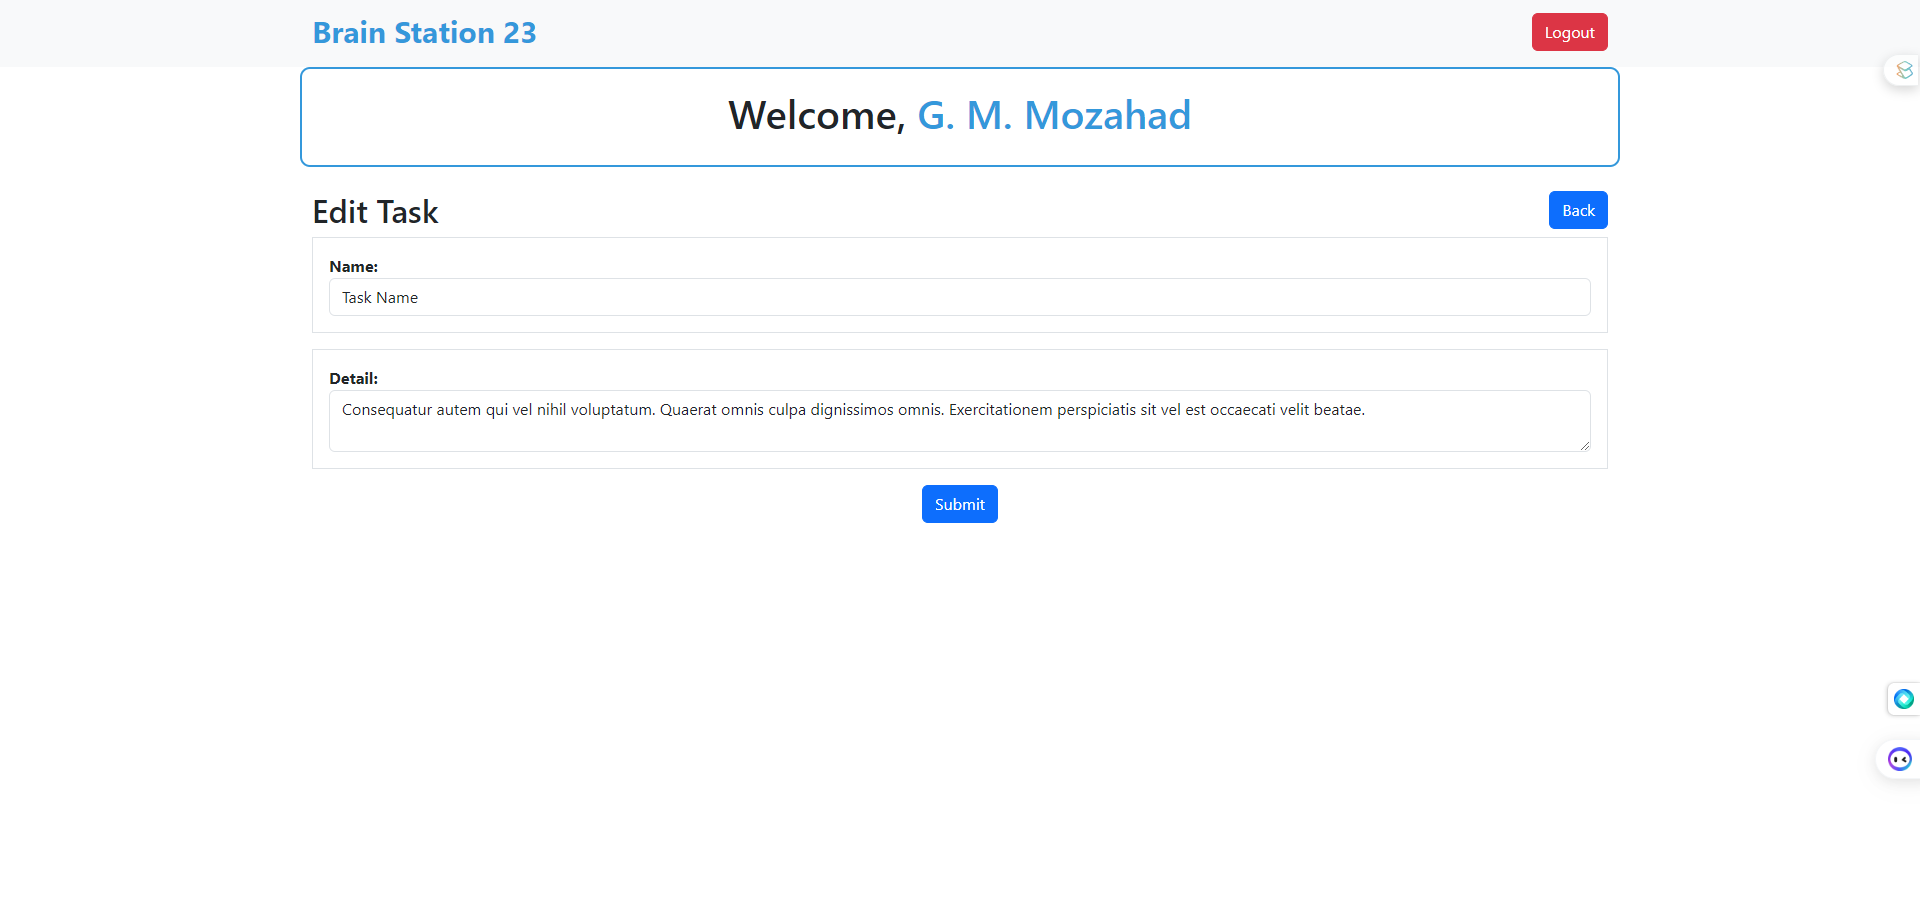 Brain Station 23
Logout
Welcome, G. M. Mozahad
Edit Task
Back
Name:
Task Name
Detail:
Consequatur autem qui vel nihil voluptatum. Quaerat omnis culpa dignissimos omnis. Exercitationem perspiciatis sit vel est occaecati velit beatae.
Submit